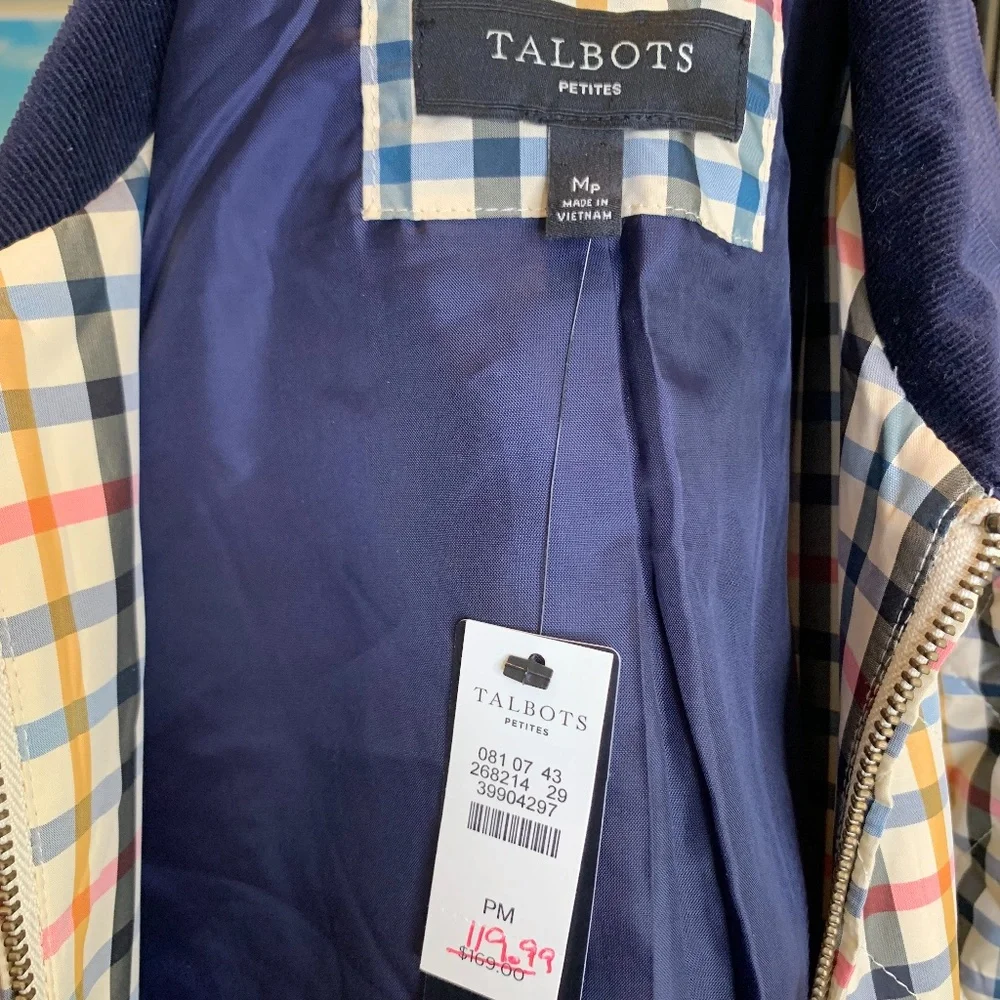 TALBOTS
PETITES
MP
MADE IN
VIETNAM
TALBOTS
PETITES
081 07 43
268214 29
39904297
PM
119.99
$169.00